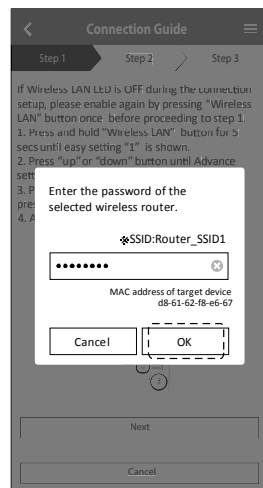 Connection Guide
Step 1
Step 2
Step 3
If Wireless LAN LED is OFF during the connection
setup, please enable again by pressing "Wireless
LAN" button once before proceeding to step 1.
1. Press and hold "Wireless LAN" button for 5
secs until easy setting "1" is shown.
2. Press "up" or "down" button until Advance
sett
3. P
pres
4. A
Enter the password of the
selected wireless router.
※SSID:Router_SSID1
••••••••
MAC address of target device
d8-61-62-f8-e6-67
Cancel
OK
Next
Cancel